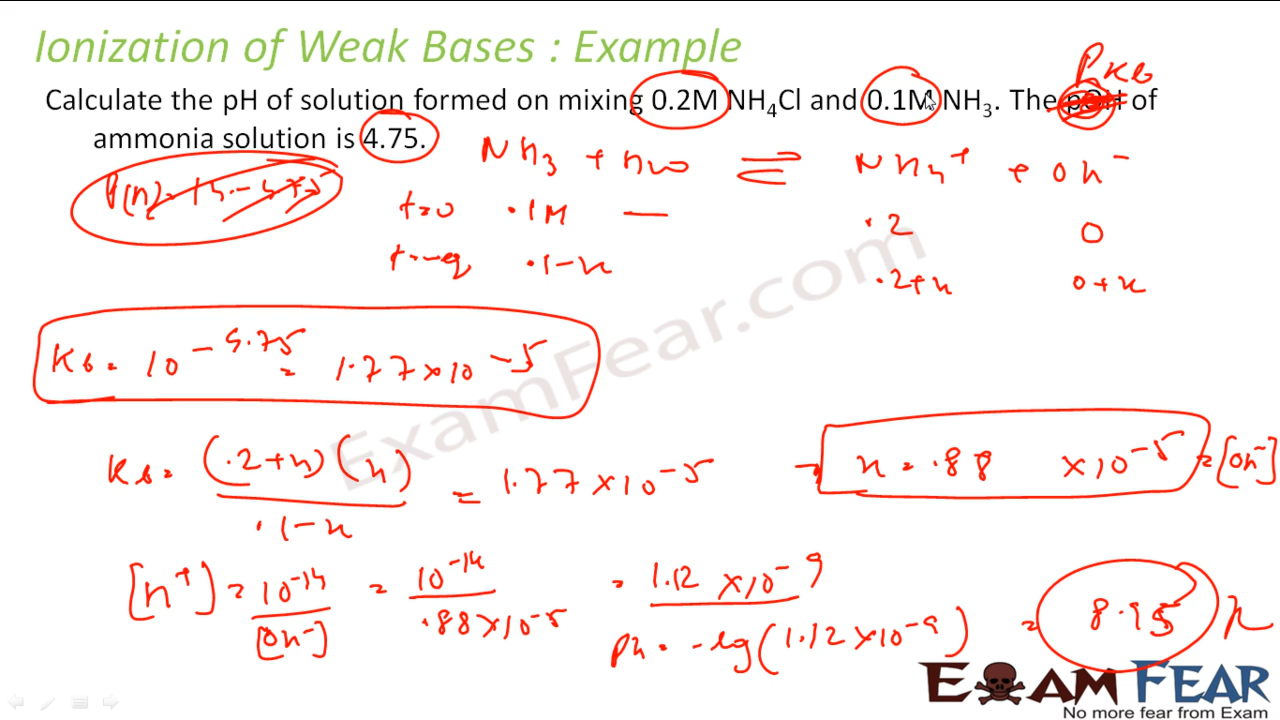 Ionization of Weak Bases : Example
pKb
Calculate the pH of solution formed on mixing 0.2M NH4Cl and 0.1M NH3. The pOH of
ammonia solution is 4.75.
NH3 + H2O ⇌ NH4+ + OH-
t=0 .1M — .2 0
t=eq .1-x .2+x 0+x
Kb = 10^-4.75 = 1.77 × 10^-5
Kb = (.2+x)(x) / .1-x = 1.77 × 10^-5 → x = .88 × 10^-5 = [OH-]
[H+] = 10^-14 / [OH-] = 10^-14 / .88×10^-5 = 1.12 × 10^-9
pH = -log(1.12×10^-9) = 8.95
ExamFear.com
EXAM FEAR
No more fear from Exam